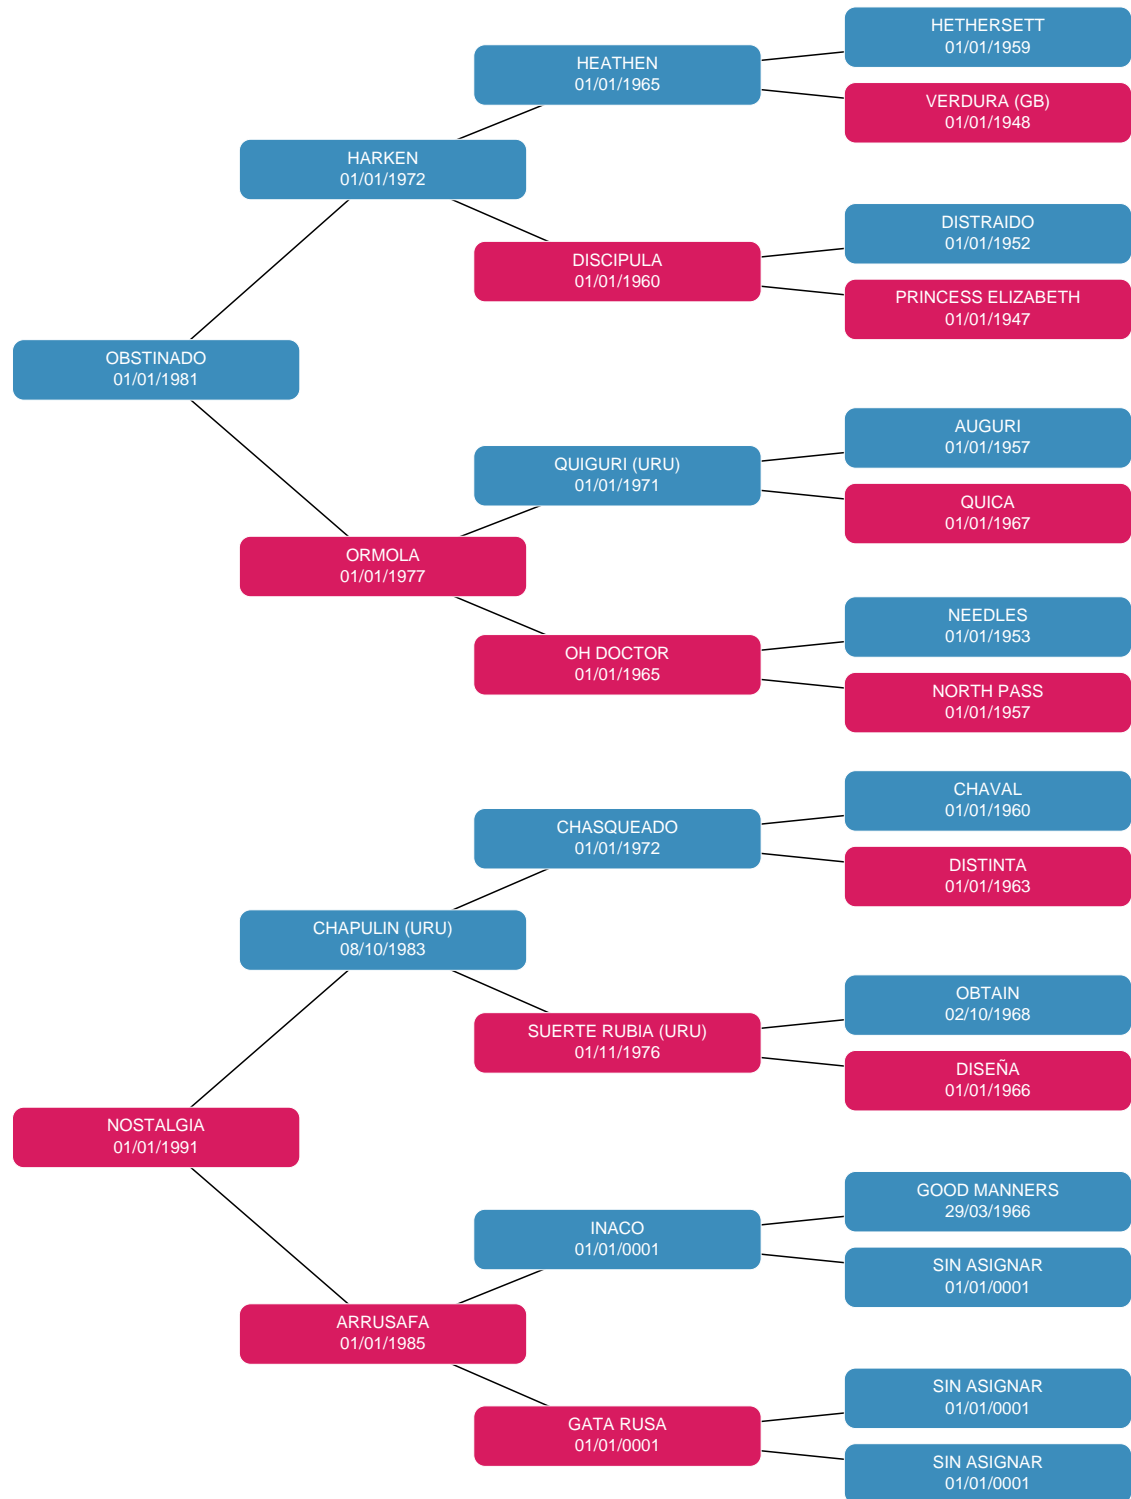 HETHERSETT
01/01/1959
HEATHEN
01/01/1965
VERDURA (GB)
01/01/1948
HARKEN
01/01/1972
DISTRAIDO
01/01/1952
DISCIPULA
01/01/1960
PRINCESS ELIZABETH
01/01/1947
OBSTINADO
01/01/1981
AUGURI
01/01/1957
QUIGURI (URU)
01/01/1971
QUICA
01/01/1967
ORMOLA
01/01/1977
NEEDLES
01/01/1953
OH DOCTOR
01/01/1965
NORTH PASS
01/01/1957
CHAVAL
01/01/1960
CHASQUEADO
01/01/1972
DISTINTA
01/01/1963
CHAPULIN (URU)
08/10/1983
OBTAIN
02/10/1968
SUERTE RUBIA (URU)
01/11/1976
DISEÑA
01/01/1966
NOSTALGIA
01/01/1991
GOOD MANNERS
29/03/1966
INACO
01/01/0001
SIN ASIGNAR
01/01/0001
ARRUSAFA
01/01/1985
SIN ASIGNAR
01/01/0001
GATA RUSA
01/01/0001
SIN ASIGNAR
01/01/0001